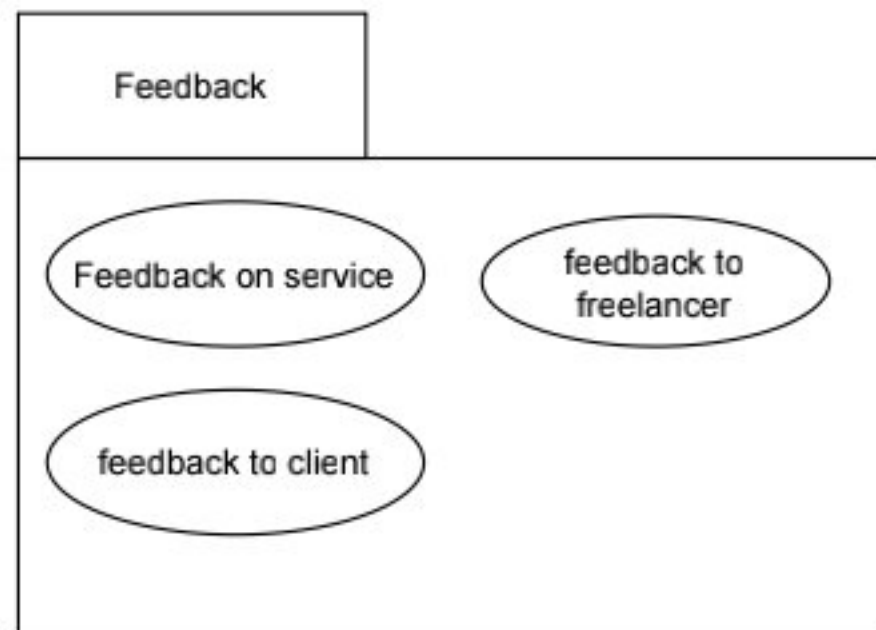 Feedback
Feedback on service
feedback to
freelancer
feedback to client